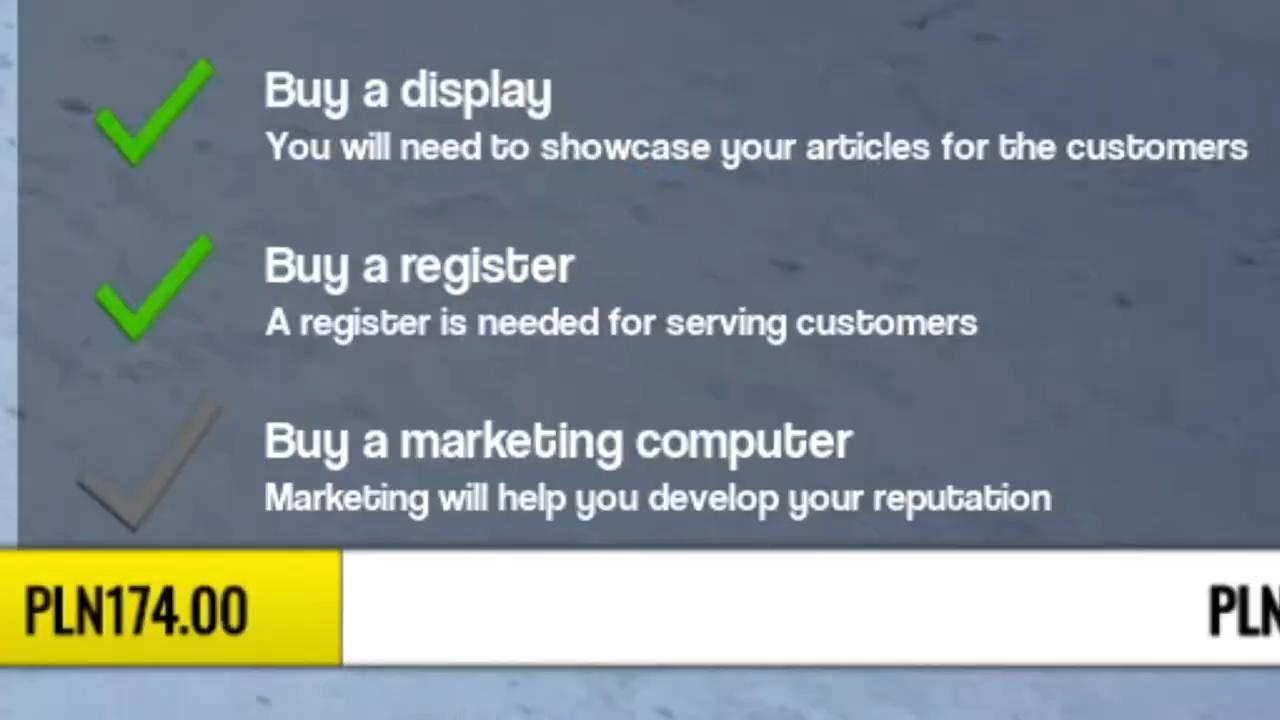 Buy a display
You will need to showcase your articles for the customers
Buy a register
A register is needed for serving customers
Buy a marketing computer
Marketing will help you develop your reputation
PLN174.00
PLN